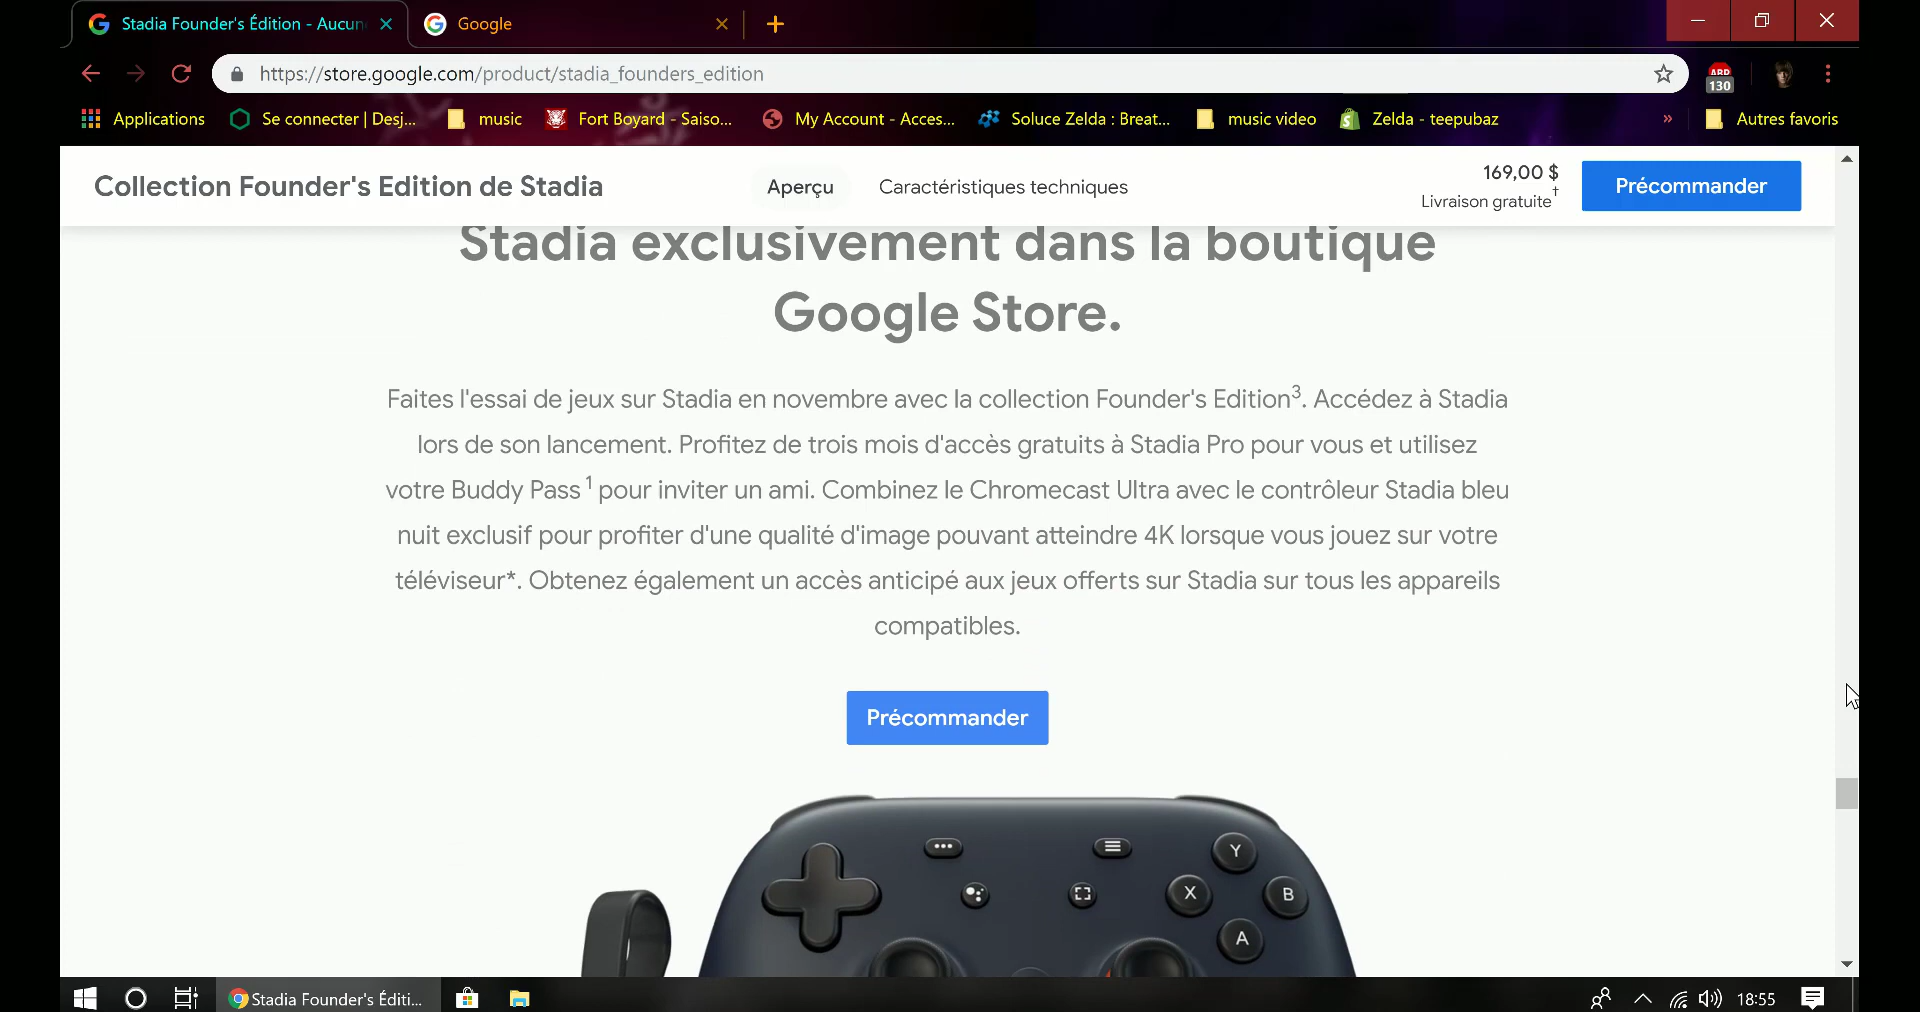 Stadia Founder's Édition - Aucun
Google
https://store.google.com/product/stadia_founders_edition
ABP
130
Applications
Se connecter | Desj...
music
Fort Boyard - Saiso...
My Account - Acces...
Soluce Zelda : Breat...
music video
Zelda - teepubaz
»
Autres favoris
Collection Founder's Edition de Stadia
Aperçu
Caractéristiques techniques
169,00 $
Livraison gratuite†
Précommander
Stadia exclusivement dans la boutique
Google Store.
Faites l'essai de jeux sur Stadia en novembre avec la collection Founder's Edition³. Accédez à Stadia
lors de son lancement. Profitez de trois mois d'accès gratuits à Stadia Pro pour vous et utilisez
votre Buddy Pass¹ pour inviter un ami. Combinez le Chromecast Ultra avec le contrôleur Stadia bleu
nuit exclusif pour profiter d'une qualité d'image pouvant atteindre 4K lorsque vous jouez sur votre
téléviseur*. Obtenez également un accès anticipé aux jeux offerts sur Stadia sur tous les appareils
compatibles.
Précommander
Y
X
B
A
Stadia Founder's Éditi...
18:55